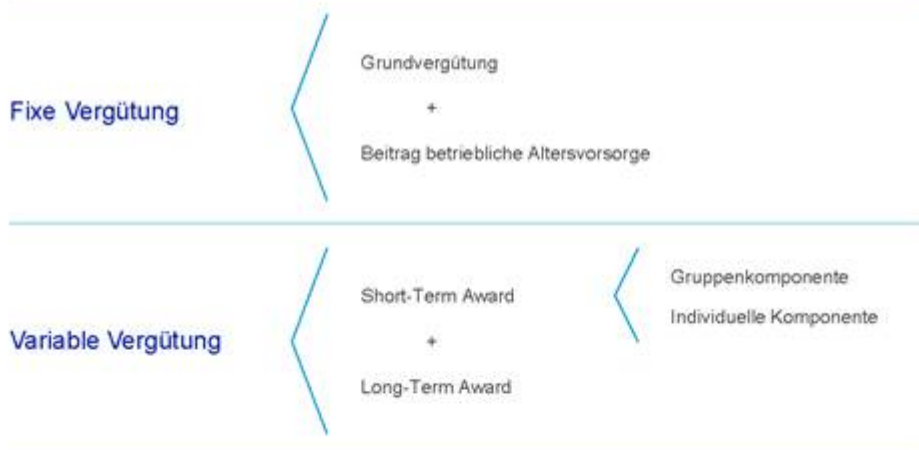 Fixe Vergütung
Grundvergütung
+
Beitrag betriebliche Altersvorsorge
Variable Vergütung
Short-Term Award
+
Long-Term Award
Gruppenkomponente
Individuelle Komponente